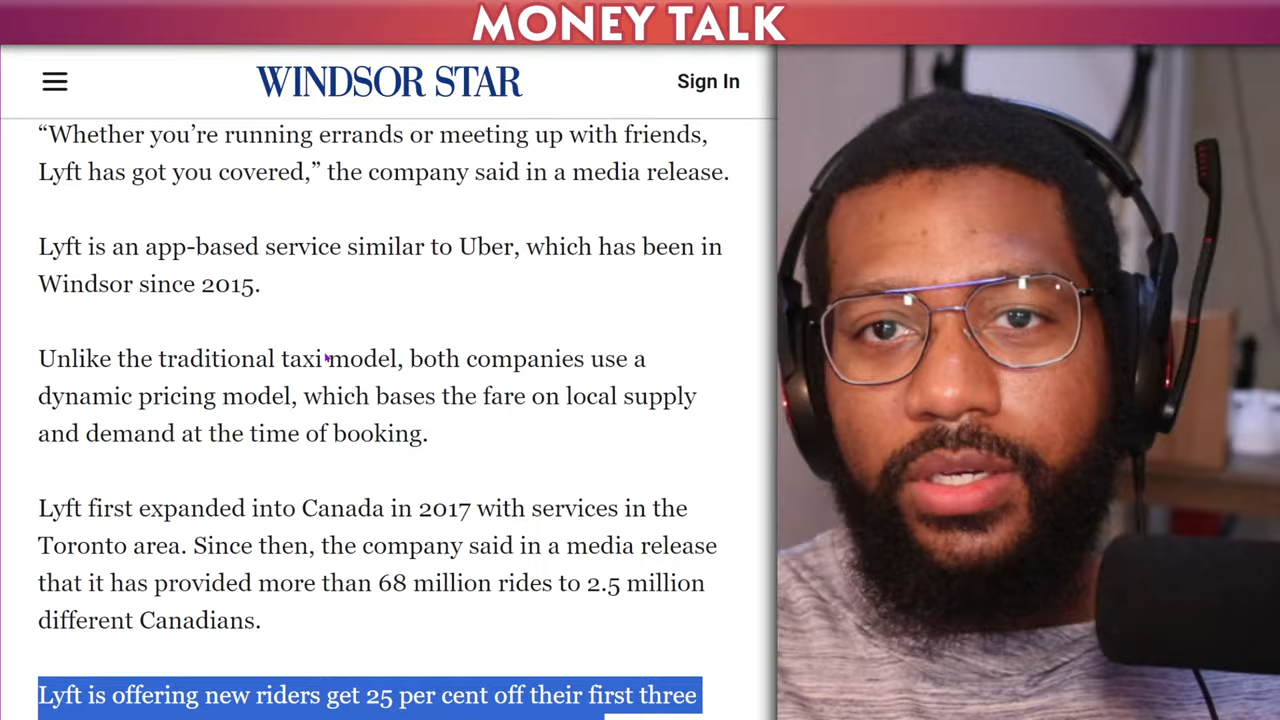 MONEY TALK
WINDSOR STAR
Sign In
“Whether you’re running errands or meeting up with friends,
Lyft has got you covered,” the company said in a media release.
Lyft is an app-based service similar to Uber, which has been in
Windsor since 2015.
Unlike the traditional taxi model, both companies use a
dynamic pricing model, which bases the fare on local supply
and demand at the time of booking.
Lyft first expanded into Canada in 2017 with services in the
Toronto area. Since then, the company said in a media release
that it has provided more than 68 million rides to 2.5 million
different Canadians.
Lyft is offering new riders get 25 per cent off their first three